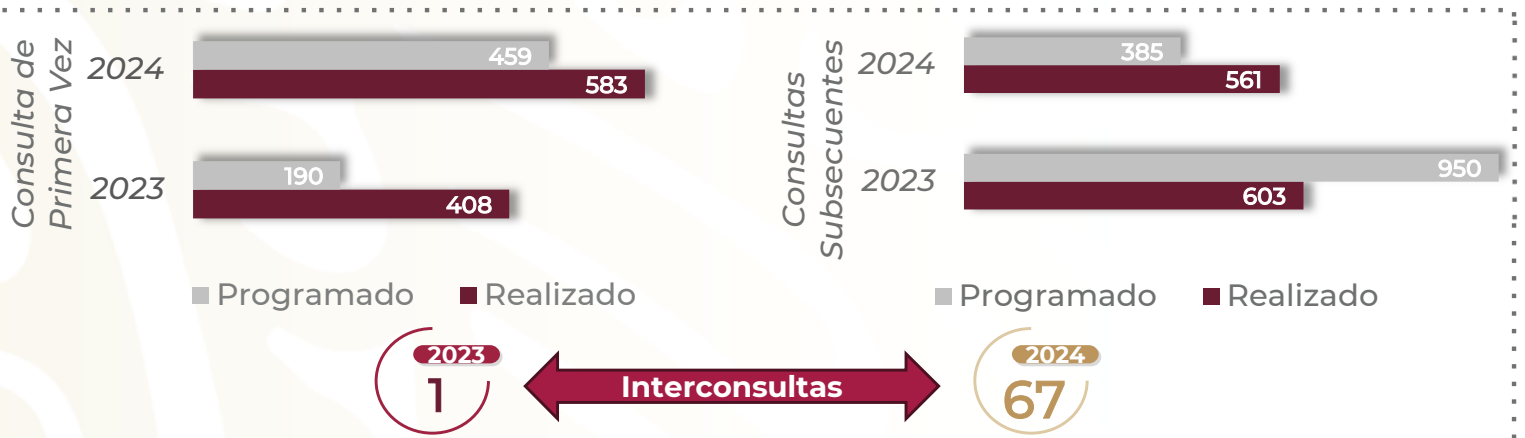 Consulta de
Primera Vez
2024
459
583
2023
190
408
Programado Realizado
Consultas
Subsecuentes
2024
385
561
2023
950
603
Programado Realizado
2023
1
Interconsultas
2024
67